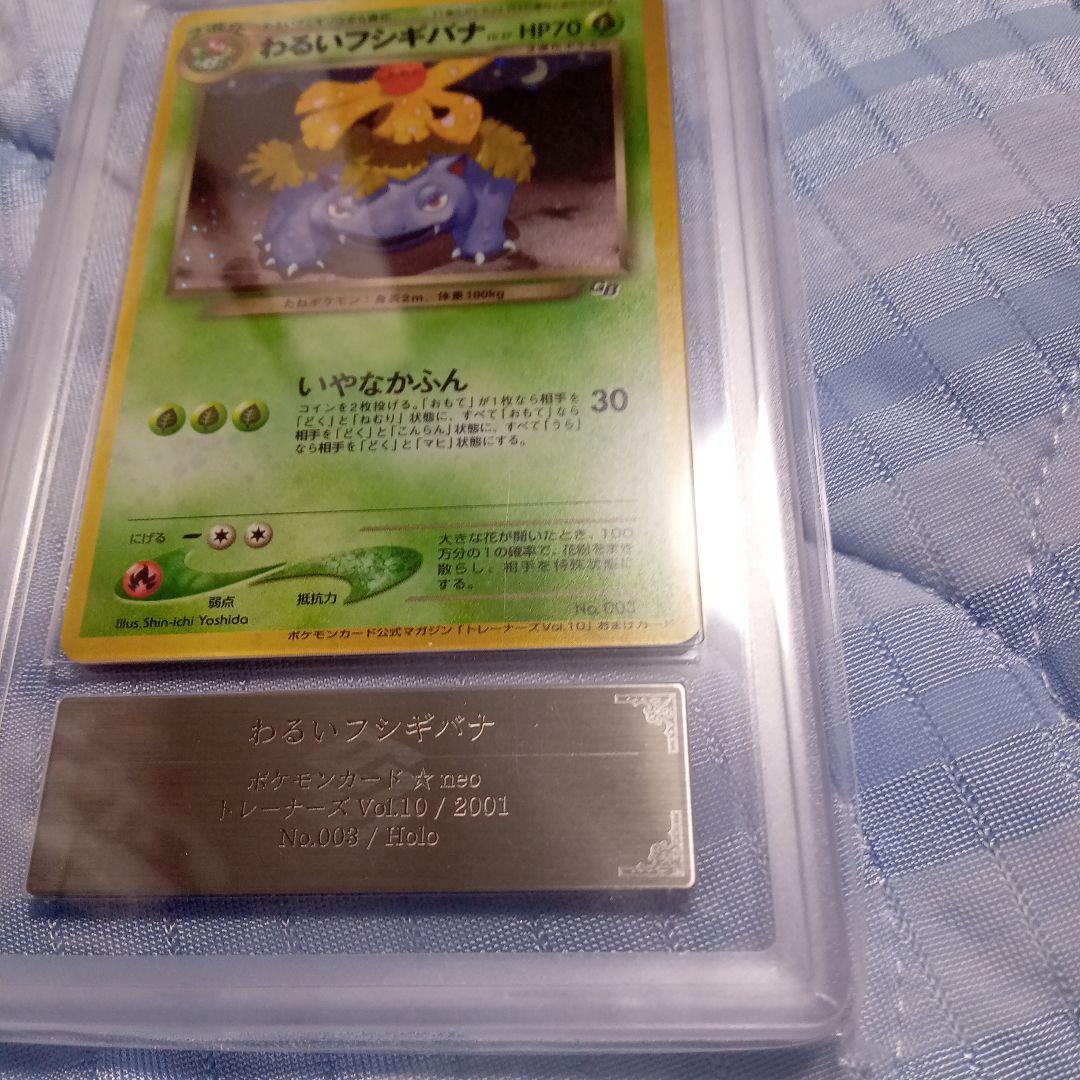 わるいフシギバナ HP70
たねポケモン：身長2m、体重100kg
GB
いやなかふん
コインを2枚投げる。「おもて」が1枚なら相手を
「どく」と「ねむり」状態に、すべて「おもて」なら
相手を「どく」と「こんらん」状態に、すべて「うら」
なら相手を「どく」と「マヒ」状態にする。
30
にげる
弱点
抵抗力
大きな花が開いたとき、100
万分の1の確率で、花粉をまき
散らし、相手を特殊状態に
する。
No.003
Illus. Shin-ichi Yoshida
ポケモンカード公式マガジン「トレーナーズVol.10」おまけカード
わるいフシギバナ
ポケモンカード ☆neo
トレーナーズ Vol.10 / 2001
No.003 / Holo